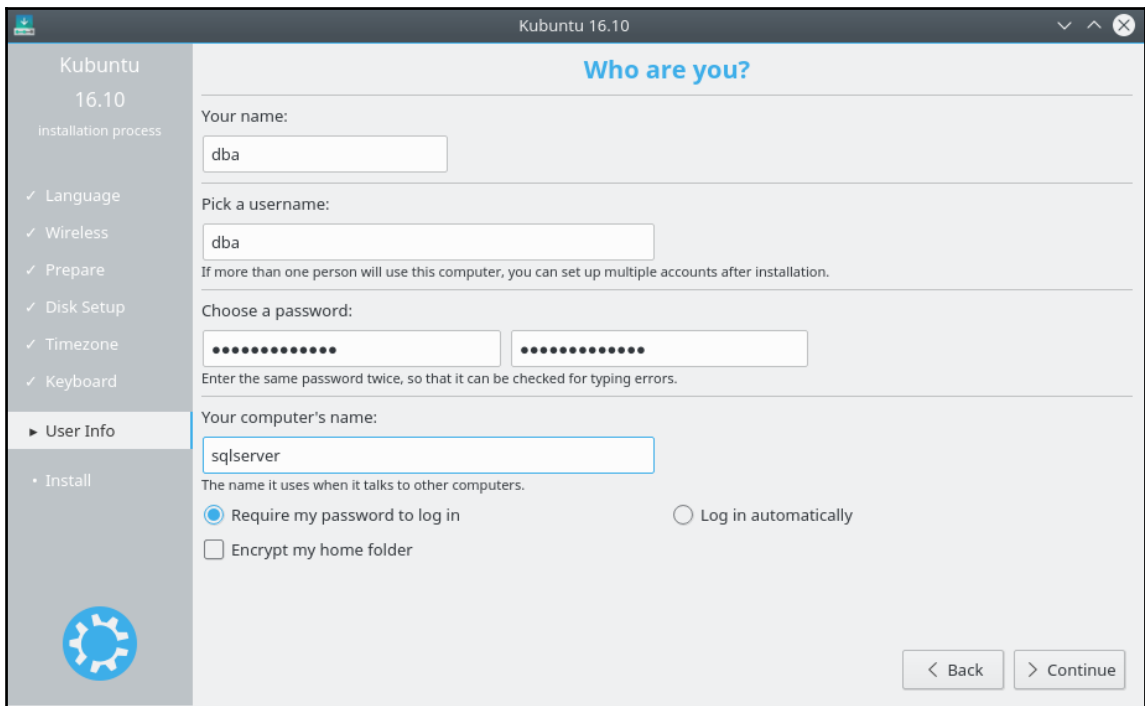 Kubuntu 16.10
Kubuntu
16.10
installation process
✓ Language
✓ Wireless
✓ Prepare
✓ Disk Setup
✓ Timezone
✓ Keyboard
▸ User Info
• Install
Who are you?
Your name:
dba
Pick a username:
dba
If more than one person will use this computer, you can set up multiple accounts after installation.
Choose a password:
●●●●●●●●●●●●● ●●●●●●●●●●●●●
Enter the same password twice, so that it can be checked for typing errors.
Your computer's name:
sqlserver
The name it uses when it talks to other computers.
Require my password to log in Log in automatically
Encrypt my home folder
< Back > Continue